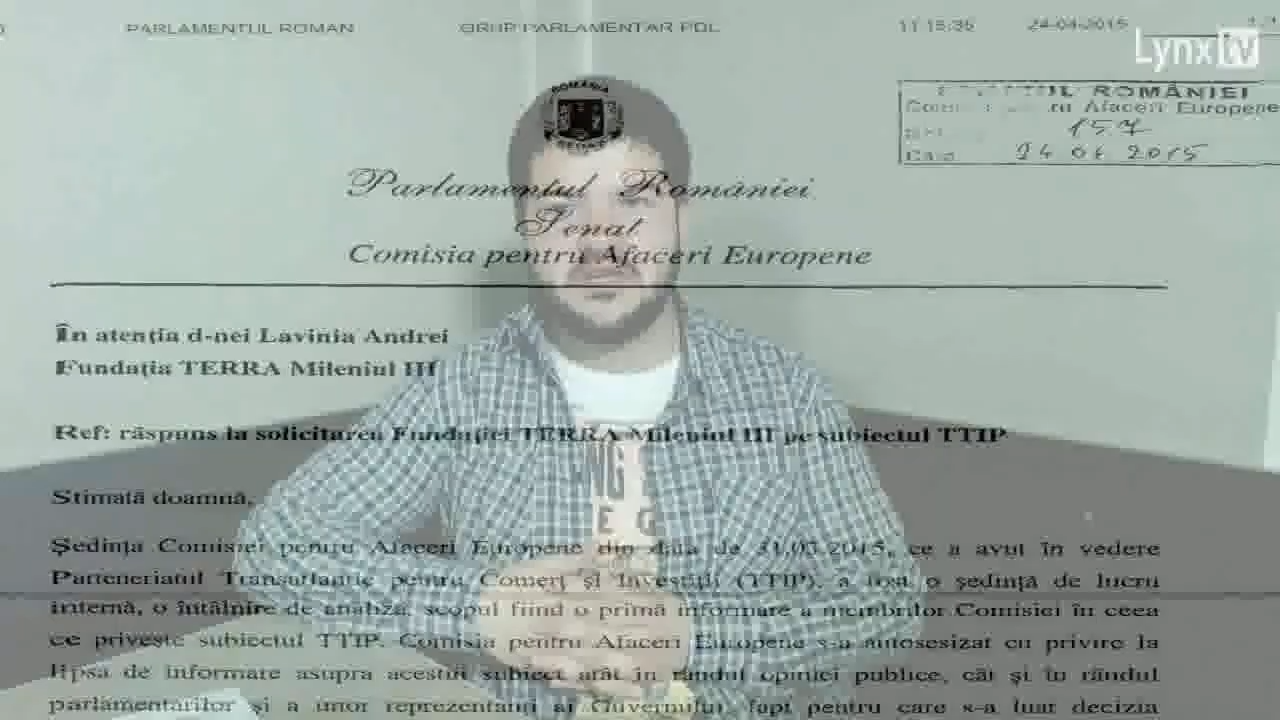 PARLAMENTUL ROMAN GRUP PARLAMENTAR PDL 11:15:35 24-04-2015
Lynx tv
ROMÂNIEI
Afaceri Europene
157
24 04 2015
ROMÂNIA
Parlamentul României
Senat
Comisia pentru Afaceri Europene
În atenția d-nei Lavinia Andrei
Fundația TERRA Mileniul III
Ref: răspuns la solicitarea Fundației TERRA Mileniul III pe subiectul TTIP
NG
E G
Stimată doamnă,
Ședința Comisiei pentru Afaceri Europene din data de 31.03.2015, ce a avut în vedere
Parteneriatul Transatlantic pentru Comerț și Investiții (TTIP), a fost o ședință de lucru
internă, o întâlnire de analiză, scopul fiind o primă informare a membrilor Comisiei în ceea
ce privește subiectul TTIP. Comisia pentru Afaceri Europene s-a autosesizat cu privire la
lipsa de informare asupra acestui subiect atât în rândul opiniei publice, cât și în rândul
parlamentarilor și a unor reprezentanți ai Guvernului, fapt pentru care s-a luat decizia